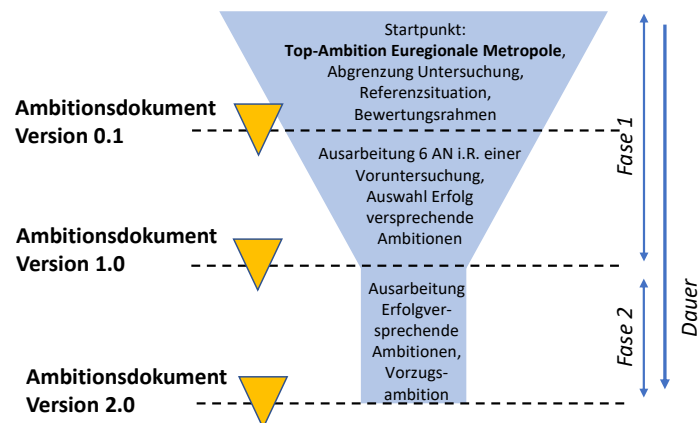 Startpunkt:
Top-Ambition Euregionale Metropole,
Abgrenzung Untersuchung,
Referenzsituation,
Bewertungsrahmen
Ambitionsdokument
Version 0.1
Fase 1
Ausarbeitung 6 AN i.R. einer
Voruntersuchung,
Auswahl Erfolg
versprechende
Ambitionen
Ambitionsdokument
Version 1.0
Ausarbeitung
Erfolgver-
sprechende
Ambitionen,
Vorzugs-
ambition
Fase 2
Dauer
Ambitionsdokument
Version 2.0